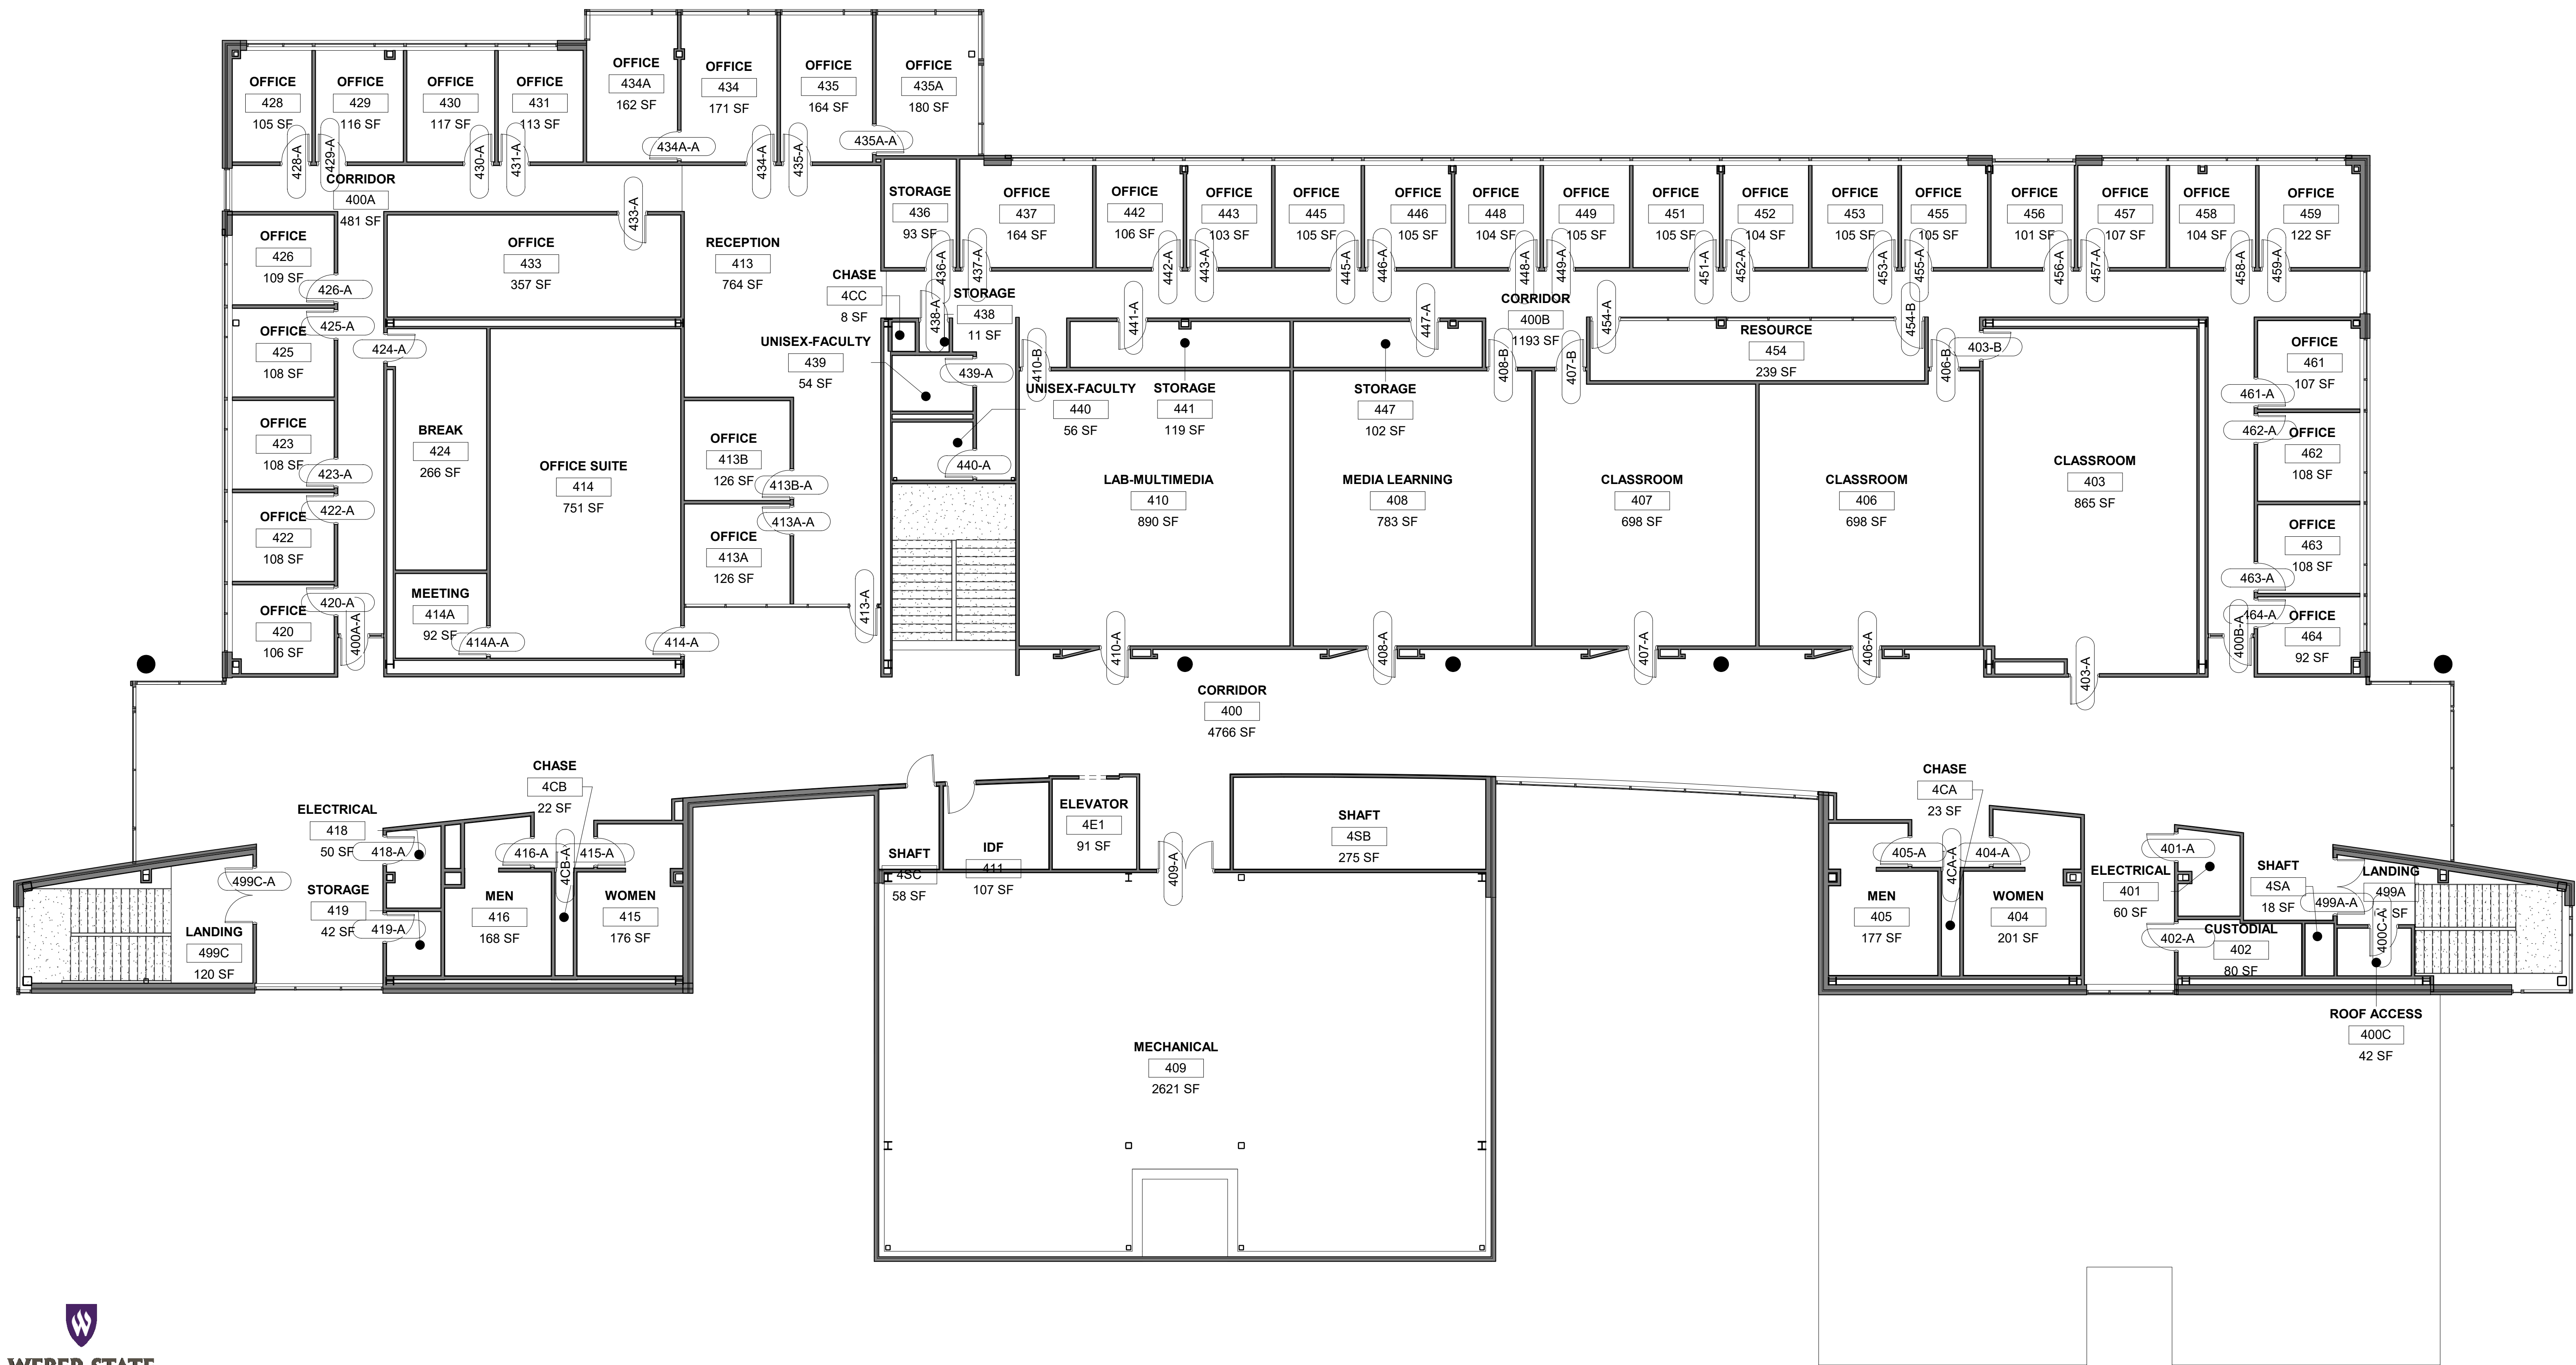 OFFICE
428
105 SF
428-A
OFFICE
429
116 SF
429-A
OFFICE
430
117 SF
430-A
OFFICE
431
113 SF
431-A
OFFICE
434A
162 SF
434A-A
OFFICE
434
171 SF
434-A
OFFICE
435
164 SF
435-A
OFFICE
435A
180 SF
435A-A
CORRIDOR
400A
481 SF
433-A
STORAGE
436
93 SF
436-A
OFFICE
437
164 SF
437-A
OFFICE
442
106 SF
442-A
OFFICE
443
103 SF
443-A
OFFICE
445
105 SF
445-A
OFFICE
446
105 SF
446-A
OFFICE
448
104 SF
448-A
OFFICE
449
105 SF
449-A
OFFICE
451
105 SF
451-A
OFFICE
452
104 SF
452-A
OFFICE
453
105 SF
453-A
OFFICE
455
105 SF
455-A
OFFICE
456
101 SF
456-A
OFFICE
457
107 SF
457-A
OFFICE
458
104 SF
458-A
OFFICE
459
122 SF
459-A
OFFICE
426
109 SF
426-A
OFFICE
433
357 SF
RECEPTION
413
764 SF
CHASE
4CC
8 SF
438-A
STORAGE
438
11 SF
UNISEX-FACULTY
439
54 SF
439-A
UNISEX-FACULTY
440
56 SF
440-A
410-B
441-A
STORAGE
441
119 SF
447-A
STORAGE
447
102 SF
CORRIDOR
400B
1193 SF
408-B
407-B
454-A
RESOURCE
454
239 SF
454-B
406-B
403-B
425-A
OFFICE
425
108 SF
424-A
OFFICE
423
108 SF
423-A
422-A
OFFICE
422
108 SF
420-A
OFFICE
420
106 SF
400A-A
BREAK
424
266 SF
OFFICE SUITE
414
751 SF
MEETING
414A
92 SF
414A-A
414-A
OFFICE
413B
126 SF
413B-A
413A-A
OFFICE
413A
126 SF
413-A
LAB-MULTIMEDIA
410
890 SF
410-A
MEDIA LEARNING
408
783 SF
408-A
CLASSROOM
407
698 SF
407-A
CLASSROOM
406
698 SF
406-A
CLASSROOM
403
865 SF
403-A
OFFICE
461
107 SF
461-A
462-A
OFFICE
462
108 SF
OFFICE
463
108 SF
463-A
464-A
OFFICE
464
92 SF
400B-A
CORRIDOR
400
4766 SF
CHASE
4CB
22 SF
ELECTRICAL
418
50 SF
418-A
STORAGE
419
42 SF
419-A
499C-A
LANDING
499C
120 SF
416-A
4CB-A
415-A
MEN
416
168 SF
WOMEN
415
176 SF
SHAFT
4SC
58 SF
IDF
411
107 SF
ELEVATOR
4E1
91 SF
409-A
SHAFT
4SB
275 SF
CHASE
4CA
23 SF
405-A
4CA-A
404-A
MEN
405
177 SF
WOMEN
404
201 SF
401-A
ELECTRICAL
401
60 SF
402-A
SHAFT
4SA
18 SF
CUSTODIAL
402
80 SF
499A-A
LANDING
499A
SF
400C-A
ROOF ACCESS
400C
42 SF
MECHANICAL
409
2621 SF
W
WEBER STATE